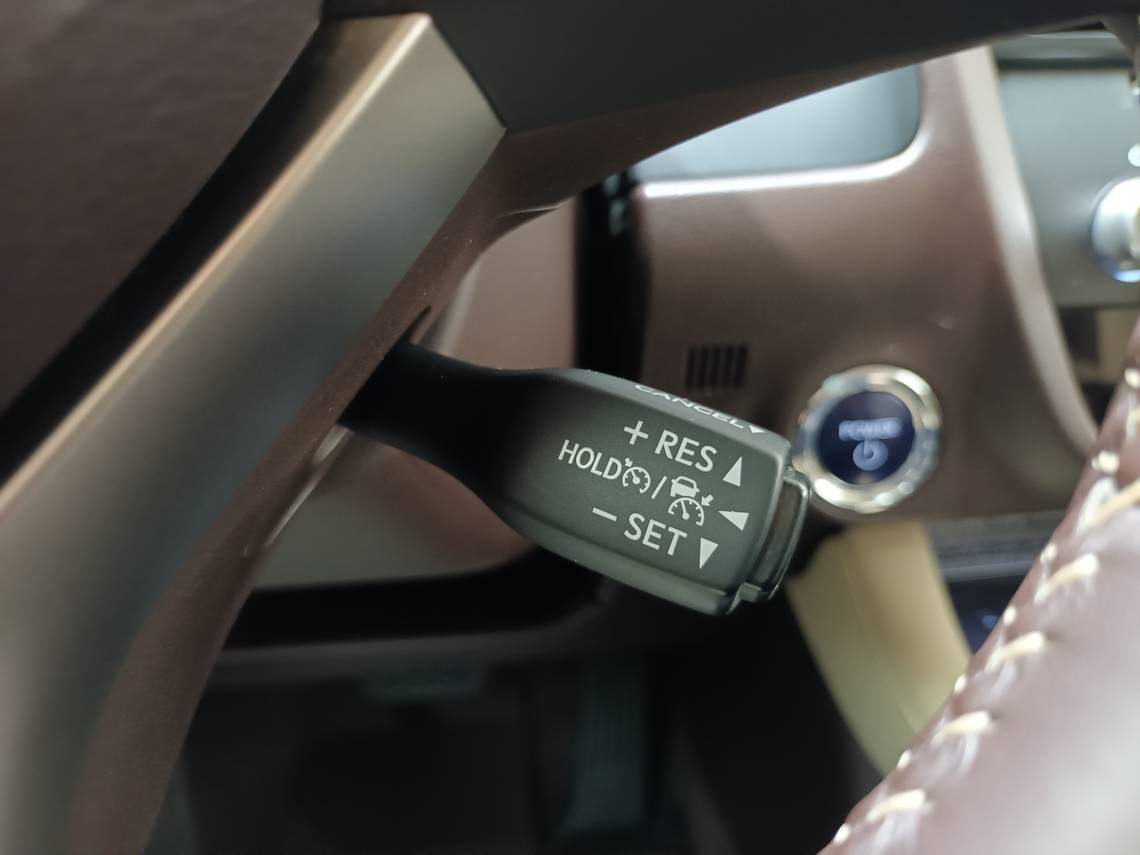 CANCEL
+ RES
HOLD /
− SET
POWER